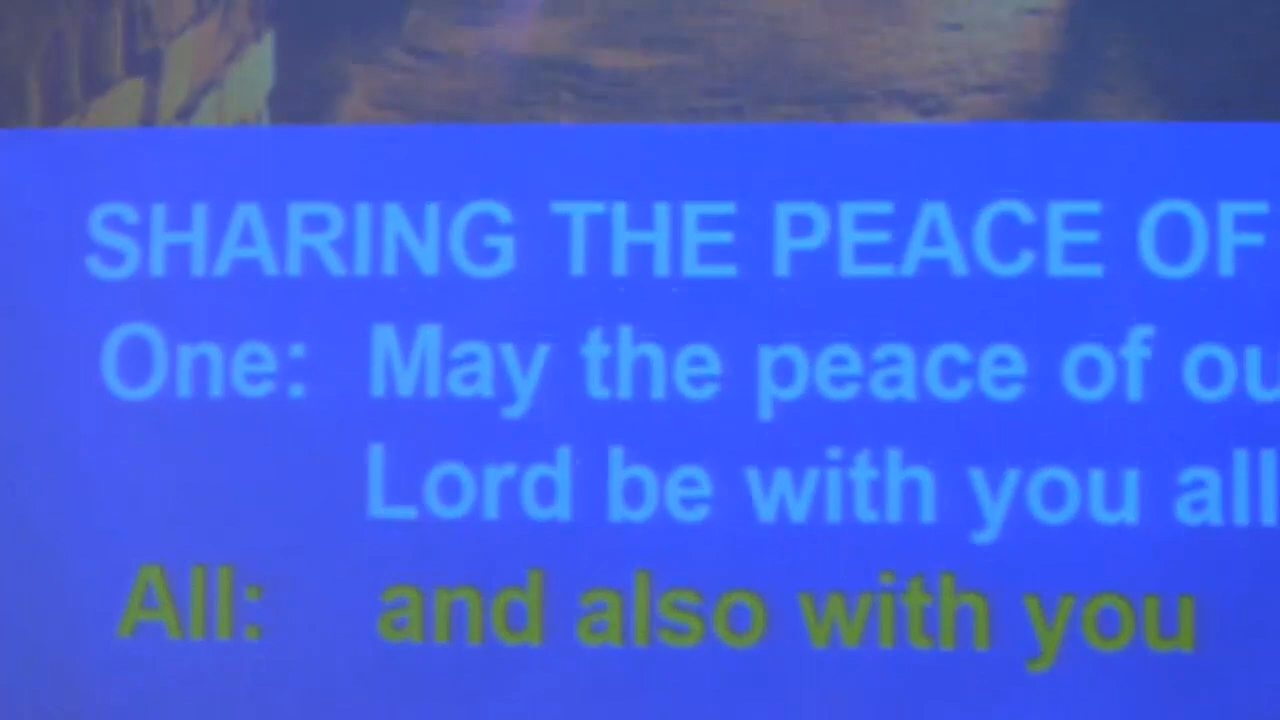 SHARING THE PEACE OF
One: May the peace of ou
Lord be with you all
All: and also with you